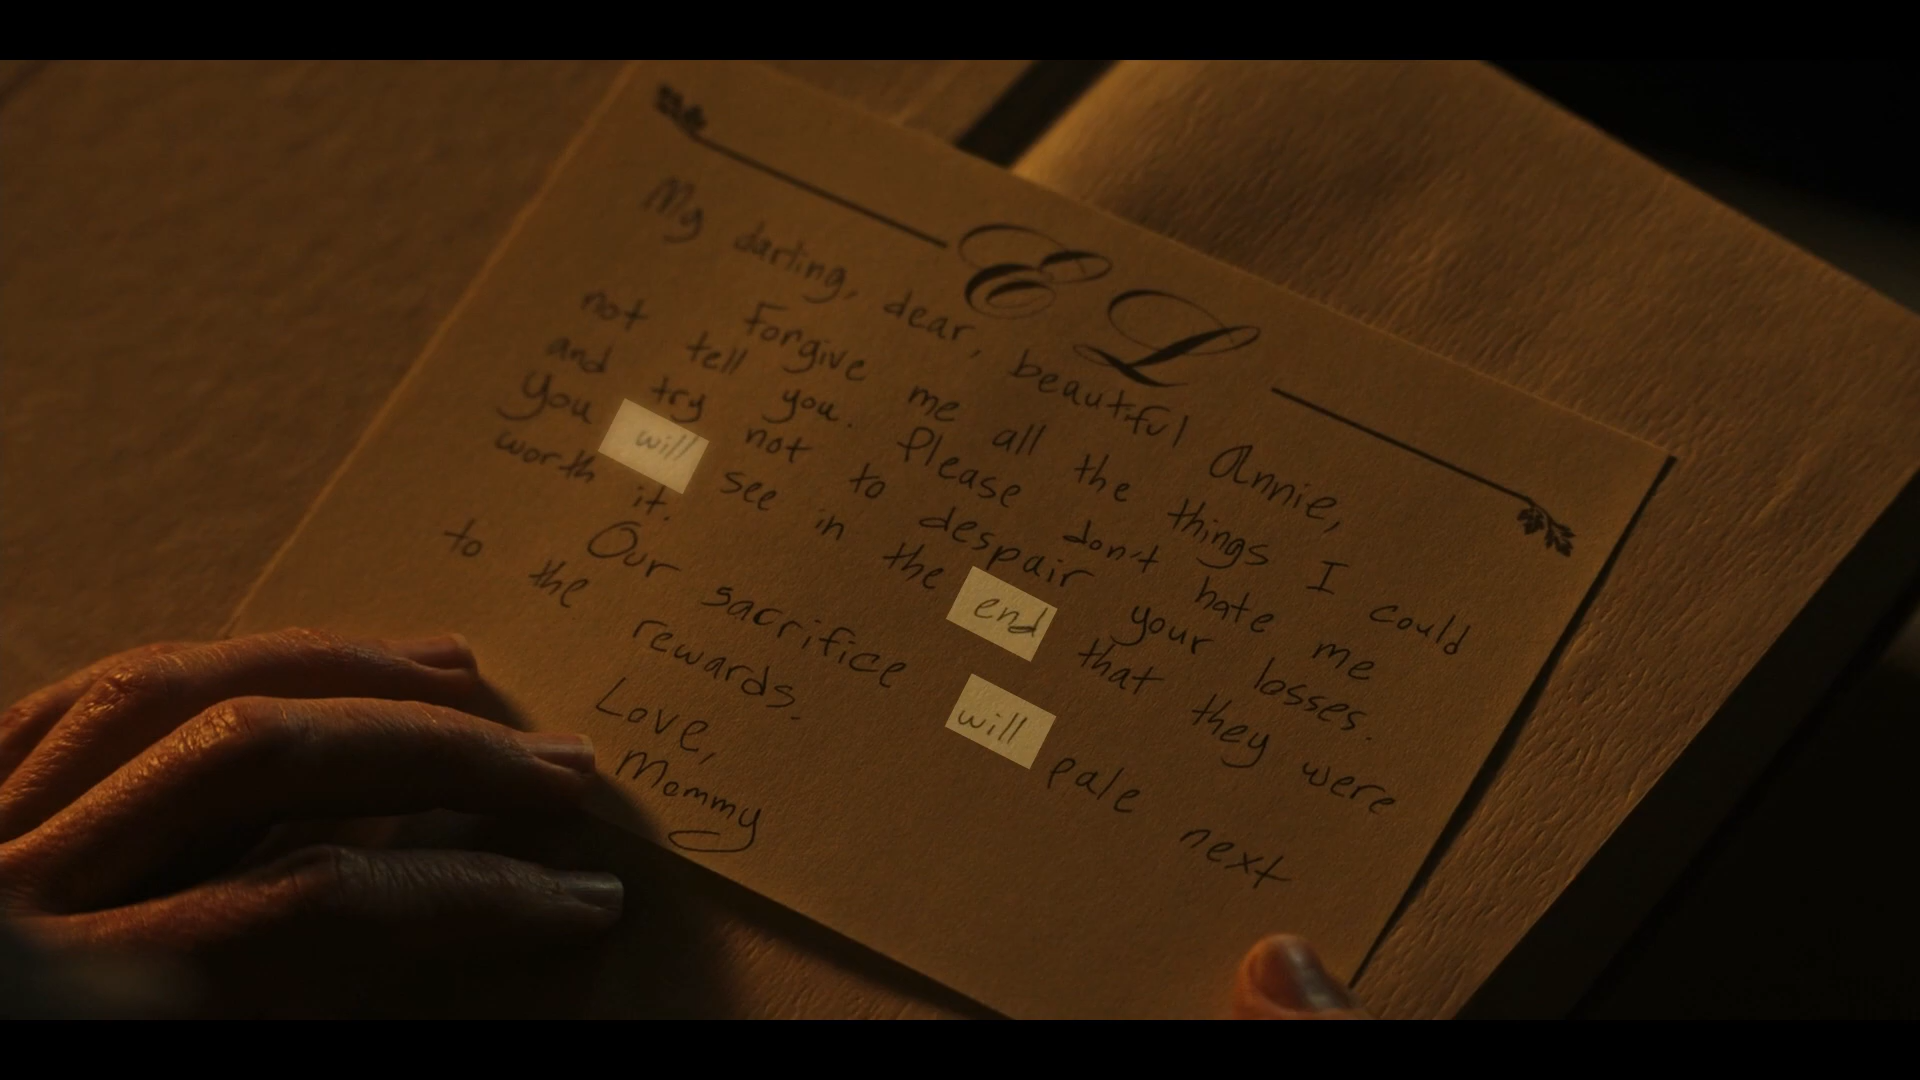 EL
My darling, dear, beautiful Annie,
Forgive me all the things I could
not tell you. Please don't hate me
and try not to despair your losses.
You will see in the end that they were
worth it.
Our sacrifice will pale next
to the rewards.
Love,
Mommy